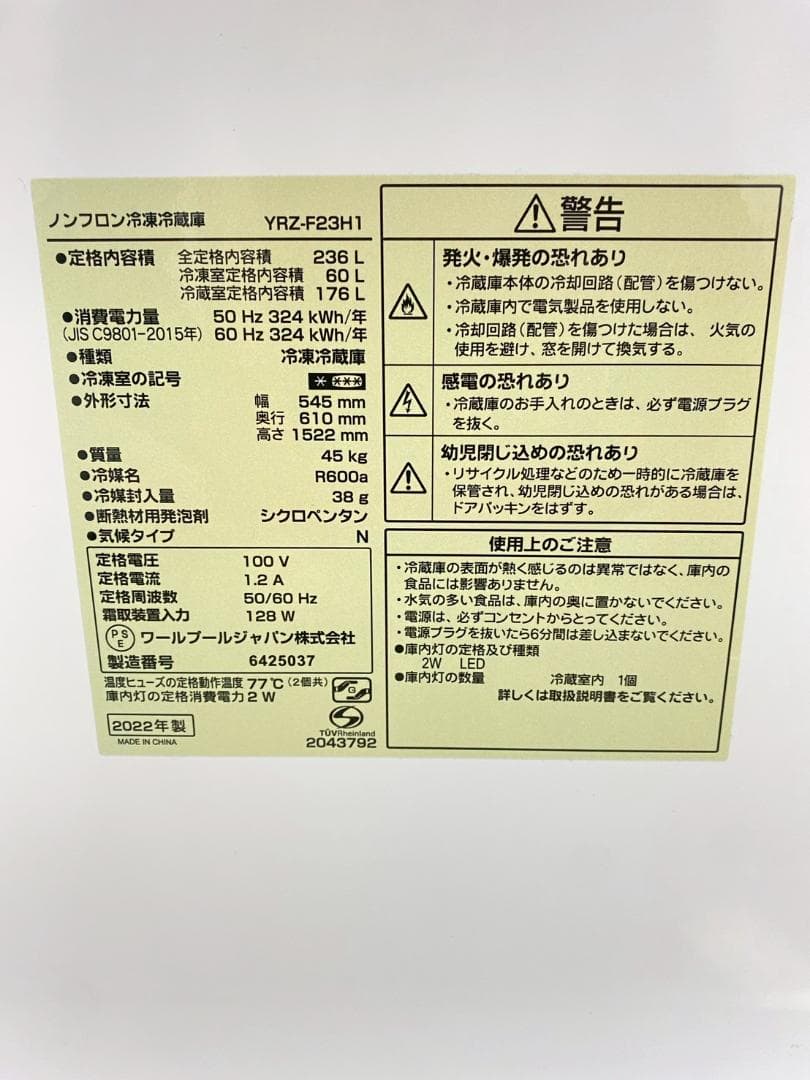 ノンフロン冷凍冷蔵庫 YRZ-F23H1
●定格内容積 全定格内容積 236 L
冷凍室定格内容積 60 L
冷蔵室定格内容積 176 L
●消費電力量 50 Hz 324 kWh/年
(JIS C9801-2015年) 60 Hz 324 kWh/年
●種類 冷凍冷蔵庫
●冷凍室の記号
●外形寸法 幅 545 mm
奥行 610 mm
高さ 1522 mm
●質量 45 kg
●冷媒名 R600a
●冷媒封入量 38 g
●断熱材用発泡剤 シクロペンタン
●気候タイプ N
定格電圧 100 V
定格電流 1.2 A
定格周波数 50/60 Hz
霜取装置入力 128 W
PSE ワールプールジャパン株式会社
製造番号 6425037
温度ヒューズの定格動作温度 77℃ (2個共)
庫内灯の定格消費電力 2 W
G
2022年製
MADE IN CHINA
TÜVRheinland
2043792
警告
発火・爆発の恐れあり
・冷蔵庫本体の冷却回路(配管)を傷つけない。
・冷蔵庫内で電気製品を使用しない。
・冷却回路(配管)を傷つけた場合は、火気の
使用を避け、窓を開けて換気する。
感電の恐れあり
・冷蔵庫のお手入れのときは、必ず電源プラグ
を抜く。
幼児閉じ込めの恐れあり
・リサイクル処理などのため一時的に冷蔵庫を
保管され、幼児閉じ込めの恐れがある場合は、
ドアパッキンをはずす。
使用上のご注意
・冷蔵庫の表面が熱く感じるのは異常ではなく、庫内の
食品には影響ありません。
・水気の多い食品は、庫内の奥に置かないでください。
・電源は、必ずコンセントからとってください。
・電源プラグを抜いたら6分間は差し込まないでください。
●庫内灯の定格及び種類
2W LED
●庫内灯の数量 冷蔵室内 1個
詳しくは取扱説明書をご覧ください。